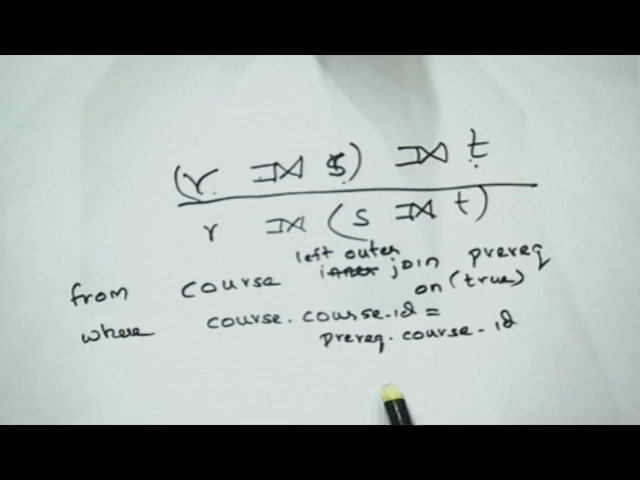 (r ⟕ s) ⟕ t
r ⟕ (s ⟕ t)
from course left outer join prereq
on (true)
where course.course-id =
prereq.course-id